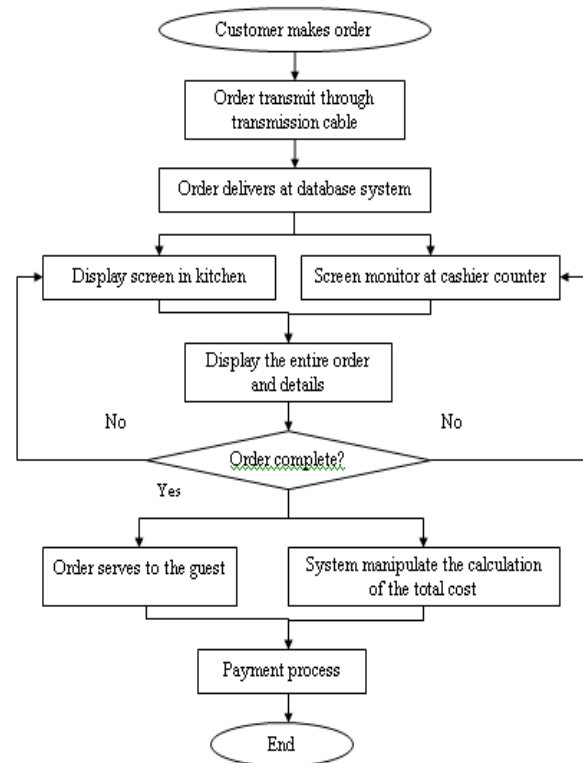 Customer makes order
Order transmit through
transmission cable
Order delivers at database system
Display screen in kitchen
Screen monitor at cashier counter
Display the entire order
and details
No
No
Order complete?
Yes
Order serves to the guest
System manipulate the calculation
of the total cost
Payment process
End